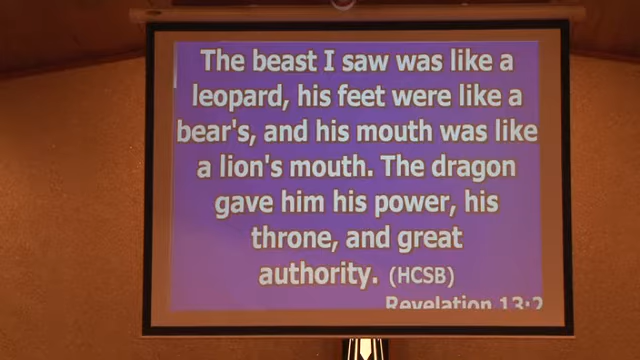 The beast I saw was like a
leopard, his feet were like a
bear's, and his mouth was like
a lion's mouth. The dragon
gave him his power, his
throne, and great
authority. (HCSB)
Revelation 13:2